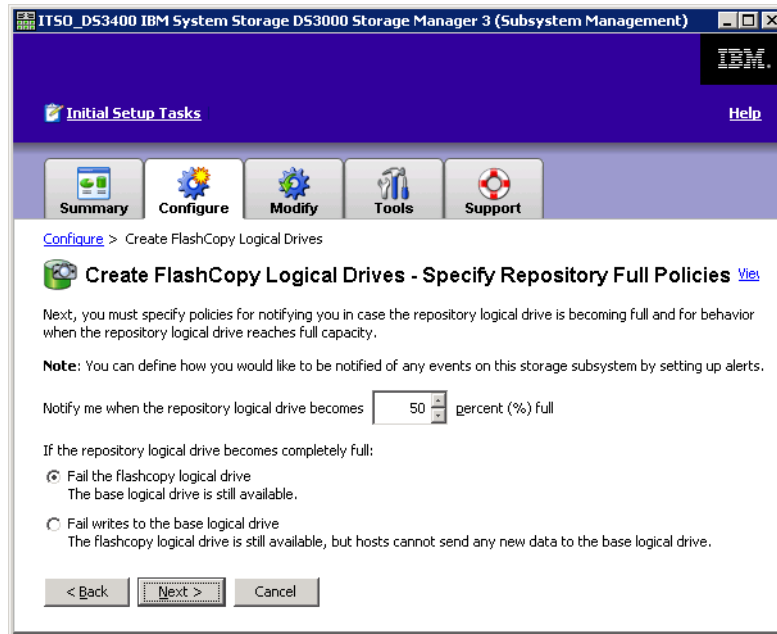 ITSO_DS3400 IBM System Storage DS3000 Storage Manager 3 (Subsystem Management)
IBM.
Initial Setup Tasks
Help
Summary
Configure
Modify
Tools
Support
Configure > Create FlashCopy Logical Drives
Create FlashCopy Logical Drives - Specify Repository Full Policies
Next, you must specify policies for notifying you in case the repository logical drive is becoming full and for behavior
when the repository logical drive reaches full capacity.
Note: You can define how you would like to be notified of any events on this storage subsystem by setting up alerts.
Notify me when the repository logical drive becomes 50 percent (%) full
If the repository logical drive becomes completely full:
Fail the flashcopy logical drive
The base logical drive is still available.
Fail writes to the base logical drive
The flashcopy logical drive is still available, but hosts cannot send any new data to the base logical drive.
< Back
Next >
Cancel